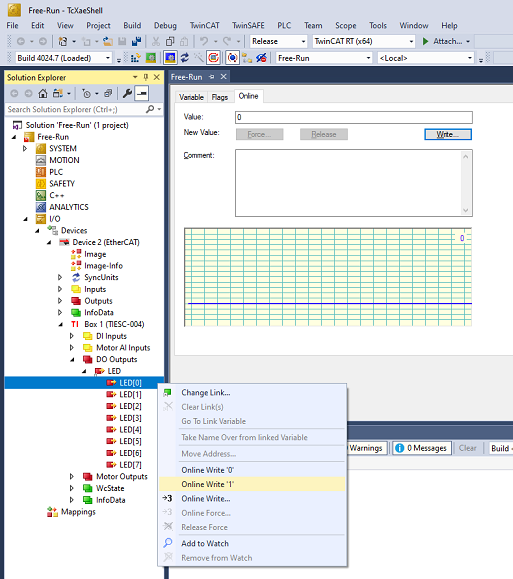 Free-Run - TcXaeShell
File Edit View Project Build Debug TwinCAT TwinSAFE PLC Team Scope Tools Window Help
Release TwinCAT RT (x64) Attach...
Build 4024.7 (Loaded) Free-Run <Local>
Solution Explorer
Search Solution Explorer (Ctrl+;)
Solution 'Free-Run' (1 project)
Free-Run
SYSTEM
MOTION
PLC
SAFETY
C++
ANALYTICS
I/O
Devices
Device 2 (EtherCAT)
Image
Image-Info
SyncUnits
Inputs
Outputs
InfoData
Box 1 (TIESC-004)
DI Inputs
Motor AI Inputs
DO Outputs
LED
LED[0]
LED[1]
LED[2]
LED[3]
LED[4]
LED[5]
LED[6]
LED[7]
Motor Outputs
WcState
InfoData
Mappings
Free-Run
Variable Flags Online
Value: 0
New Value: Force... Release Write...
Comment:
0
Change Link...
Clear Link(s)
Go To Link Variable
Take Name Over from linked Variable
Move Address...
Online Write '0'
Online Write '1'
Online Write...
Online Force...
Release Force
Add to Watch
Remove from Watch
Warnings 0 Messages Clear Build